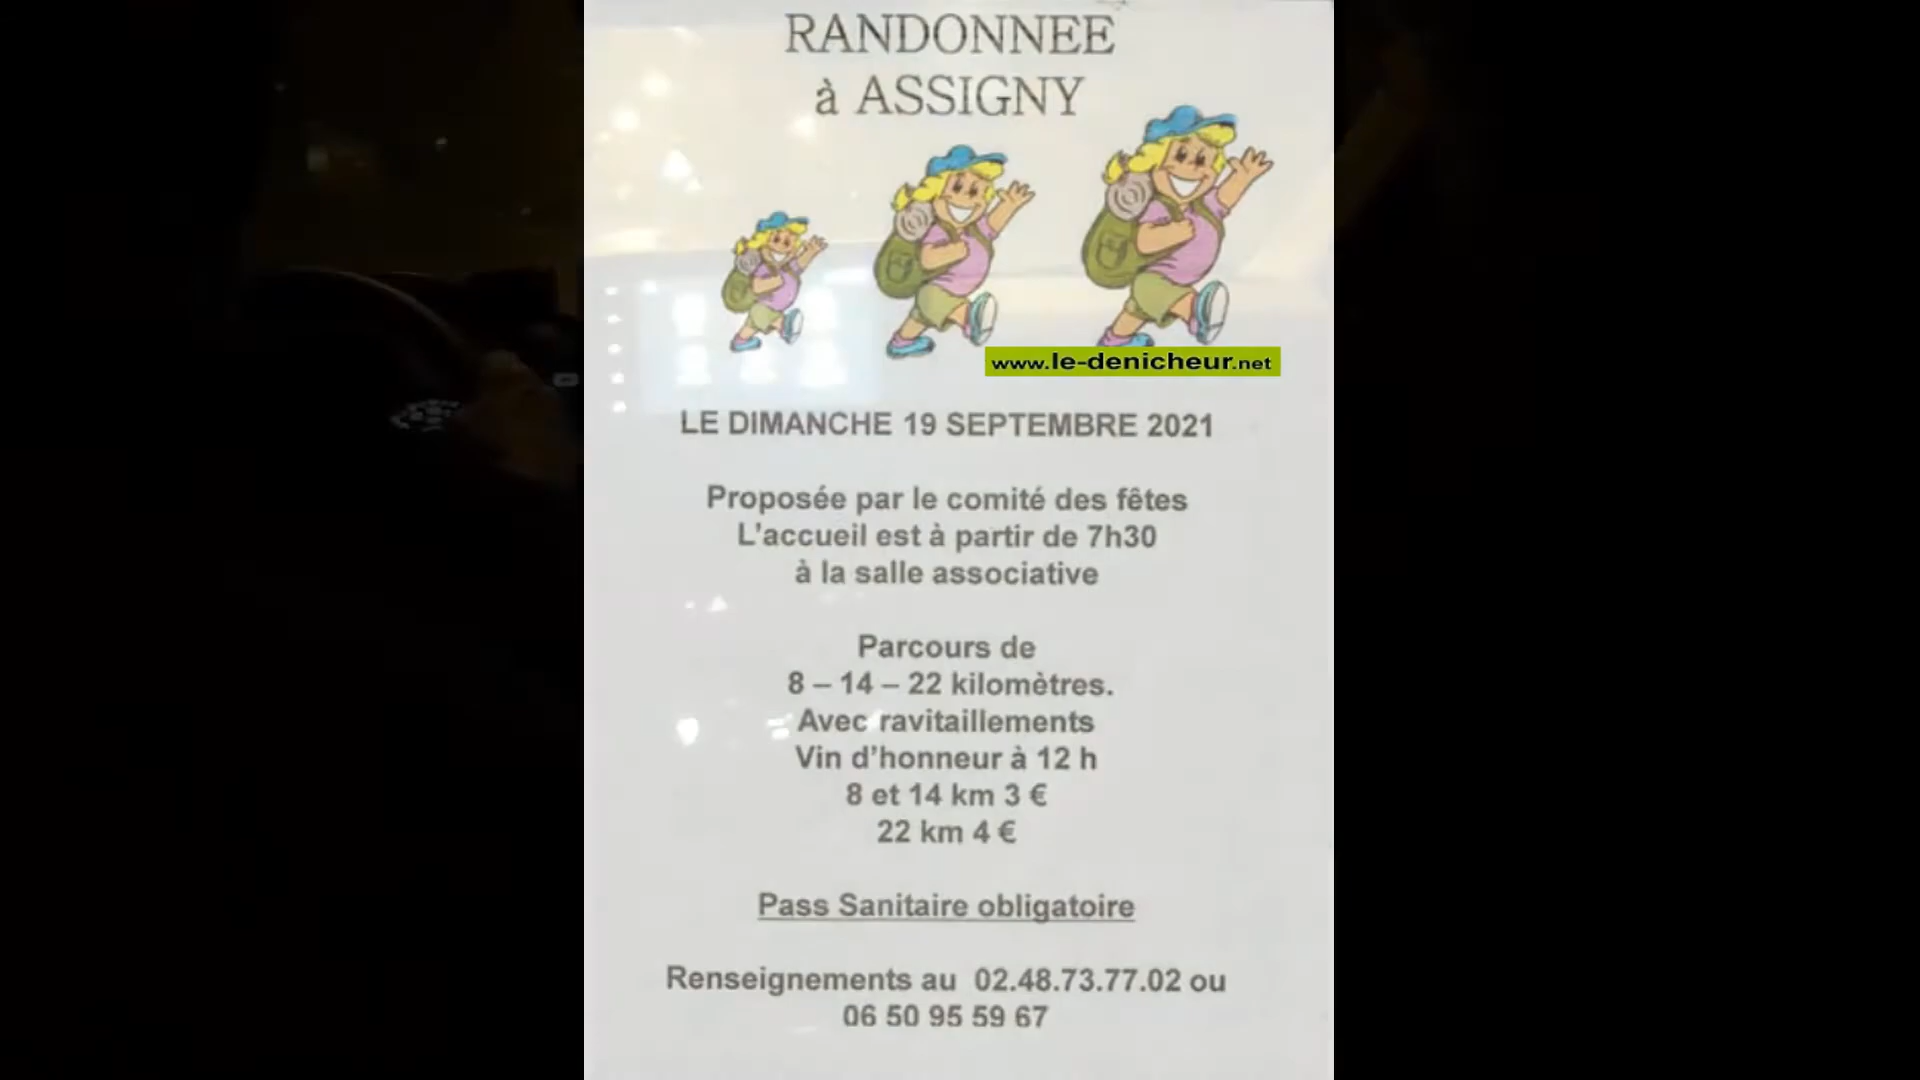 RANDONNEE
à ASSIGNY
www.le-denicheur.net
LE DIMANCHE 19 SEPTEMBRE 2021
Proposée par le comité des fêtes
L'accueil est à partir de 7h30
à la salle associative
Parcours de
8 – 14 – 22 kilomètres.
Avec ravitaillements
Vin d'honneur à 12 h
8 et 14 km 3 €
22 km 4 €
Pass Sanitaire obligatoire
Renseignements au 02.48.73.77.02 ou
06 50 95 59 67